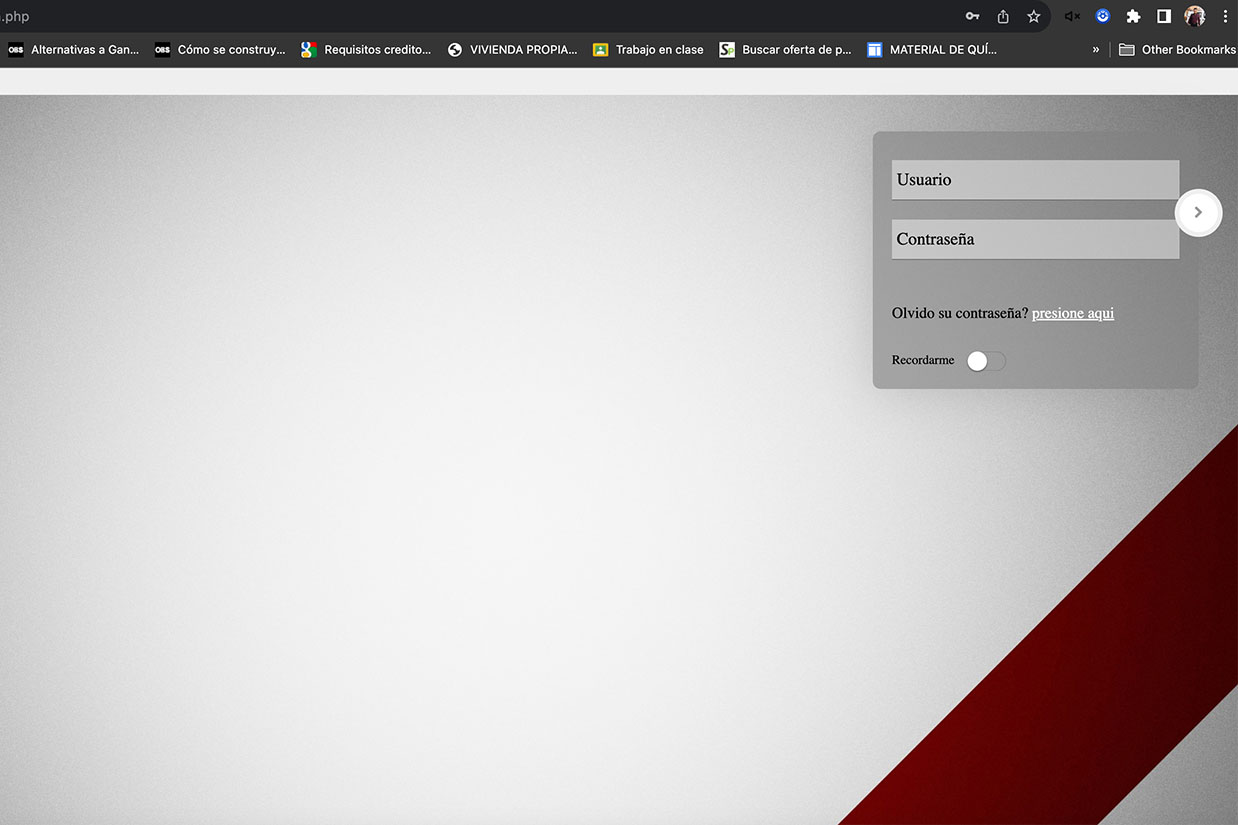 .php
OBS Alternativas a Gan... OBS Cómo se construy... Requisitos credito... VIVIENDA PROPIA... Trabajo en clase Sp Buscar oferta de p... MATERIAL DE QUÍ... » Other Bookmarks
Usuario
Contraseña
Olvido su contraseña? presione aqui
Recordarme